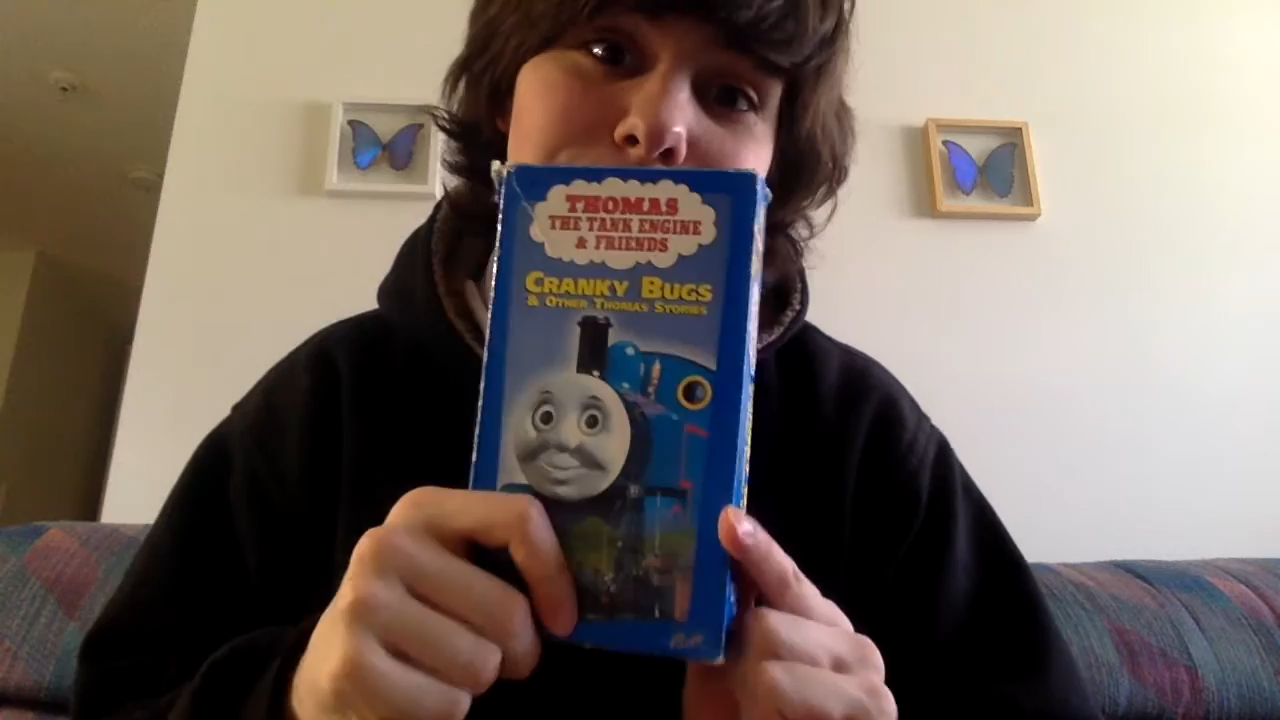 THOMAS
THE TANK ENGINE
& FRIENDS
CRANKY BUGS
& OTHER THOMAS STORIES